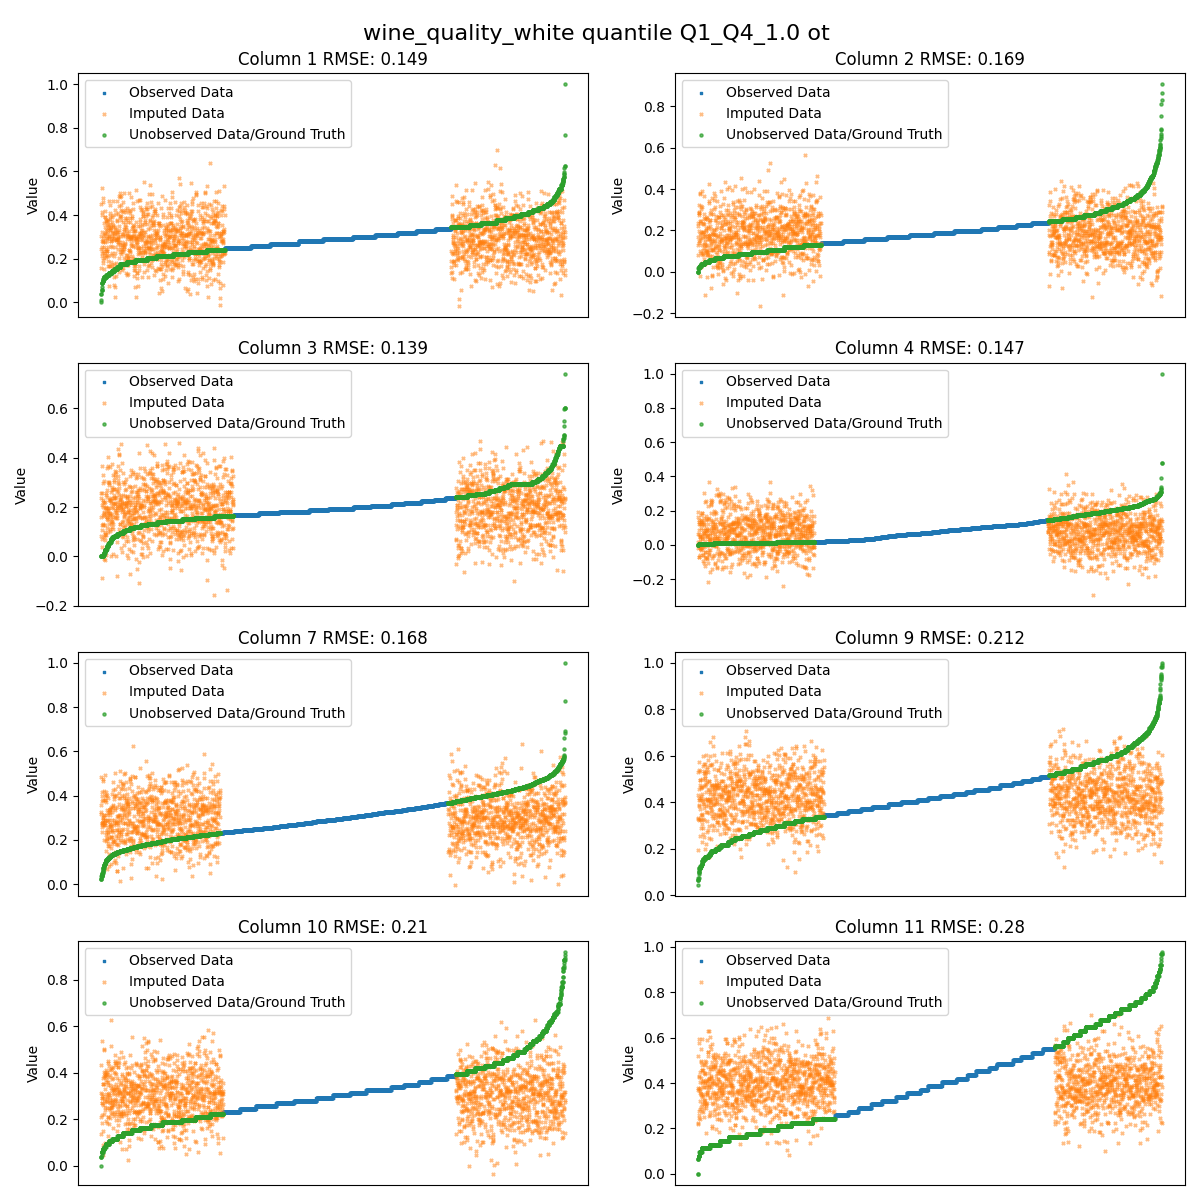 wine_quality_white quantile Q1_Q4_1.0 ot
Column 1 RMSE: 0.149
Value
1.0
0.8
0.6
0.4
0.2
0.0
Observed Data
Imputed Data
Unobserved Data/Ground Truth
Column 2 RMSE: 0.169
Value
0.8
0.6
0.4
0.2
0.0
−0.2
Observed Data
Imputed Data
Unobserved Data/Ground Truth
Column 3 RMSE: 0.139
Value
0.6
0.4
0.2
0.0
−0.2
Observed Data
Imputed Data
Unobserved Data/Ground Truth
Column 4 RMSE: 0.147
Value
1.0
0.8
0.6
0.4
0.2
0.0
−0.2
Observed Data
Imputed Data
Unobserved Data/Ground Truth
Column 7 RMSE: 0.168
Value
1.0
0.8
0.6
0.4
0.2
0.0
Observed Data
Imputed Data
Unobserved Data/Ground Truth
Column 9 RMSE: 0.212
Value
1.0
0.8
0.6
0.4
0.2
0.0
Observed Data
Imputed Data
Unobserved Data/Ground Truth
Column 10 RMSE: 0.21
Value
0.8
0.6
0.4
0.2
0.0
Observed Data
Imputed Data
Unobserved Data/Ground Truth
Column 11 RMSE: 0.28
Value
1.0
0.8
0.6
0.4
0.2
0.0
Observed Data
Imputed Data
Unobserved Data/Ground Truth